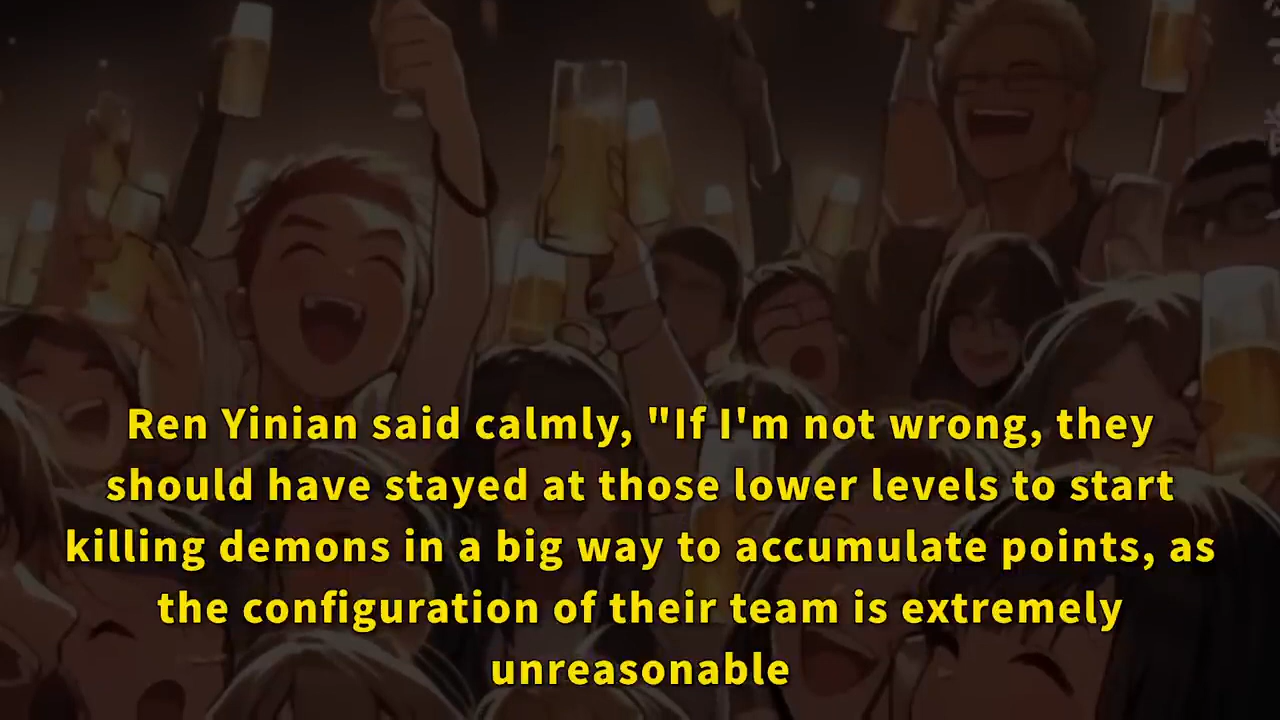 Ren Yinian said calmly, "If I'm not wrong, they
should have stayed at those lower levels to start
killing demons in a big way to accumulate points, as
the configuration of their team is extremely
unreasonable